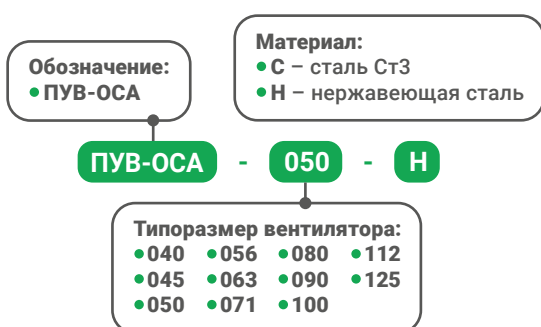 Обозначение:
• ПУВ-ОСА
Материал:
• С – сталь Ст3
• Н – нержавеющая сталь
ПУВ-ОСА - 050 - Н
Типоразмер вентилятора:
• 040 • 056 • 080 • 112
• 045 • 063 • 090 • 125
• 050 • 071 • 100